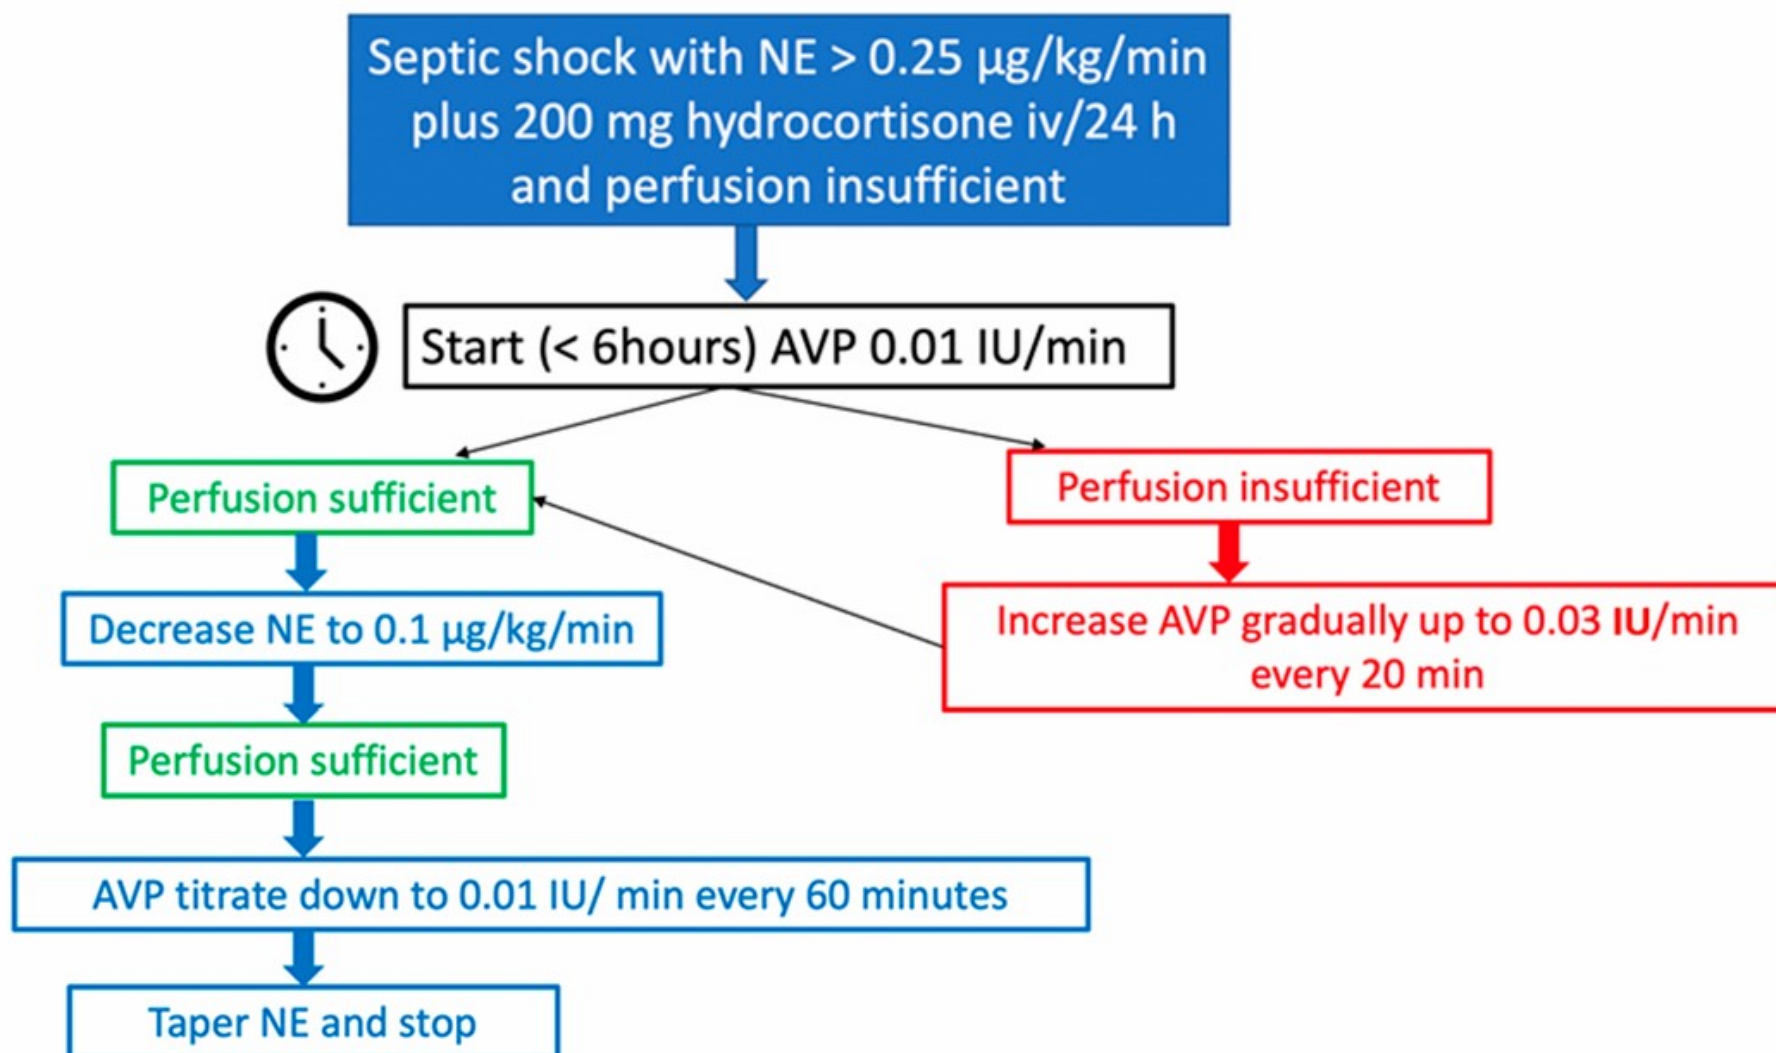 Septic shock with NE > 0.25 µg/kg/min
plus 200 mg hydrocortisone iv/24 h
and perfusion insufficient
Start (< 6hours) AVP 0.01 IU/min
Perfusion sufficient
Perfusion insufficient
Decrease NE to 0.1 µg/kg/min
Increase AVP gradually up to 0.03 IU/min
every 20 min
Perfusion sufficient
AVP titrate down to 0.01 IU/ min every 60 minutes
Taper NE and stop